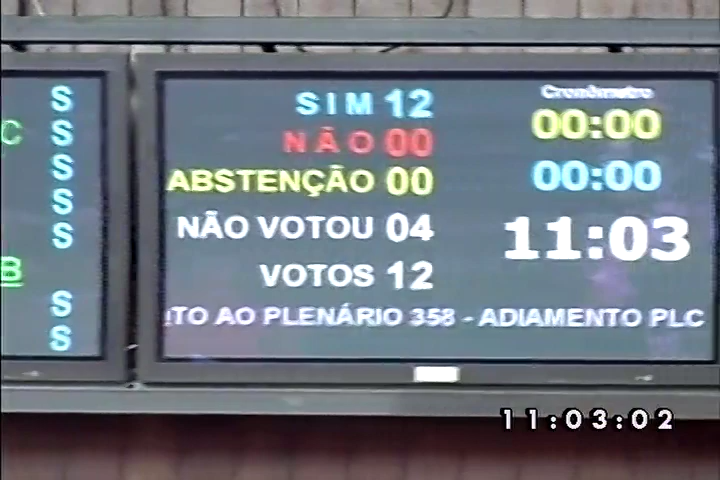 S
C S
S
S
S
B
S
S
SIM 12
NÃO 00
ABSTENÇÃO 00
NÃO VOTOU 04
VOTOS 12
Cronômetro
00:00
00:00
11:03
TO AO PLENÁRIO 358 - ADIAMENTO PLC
11:03:02